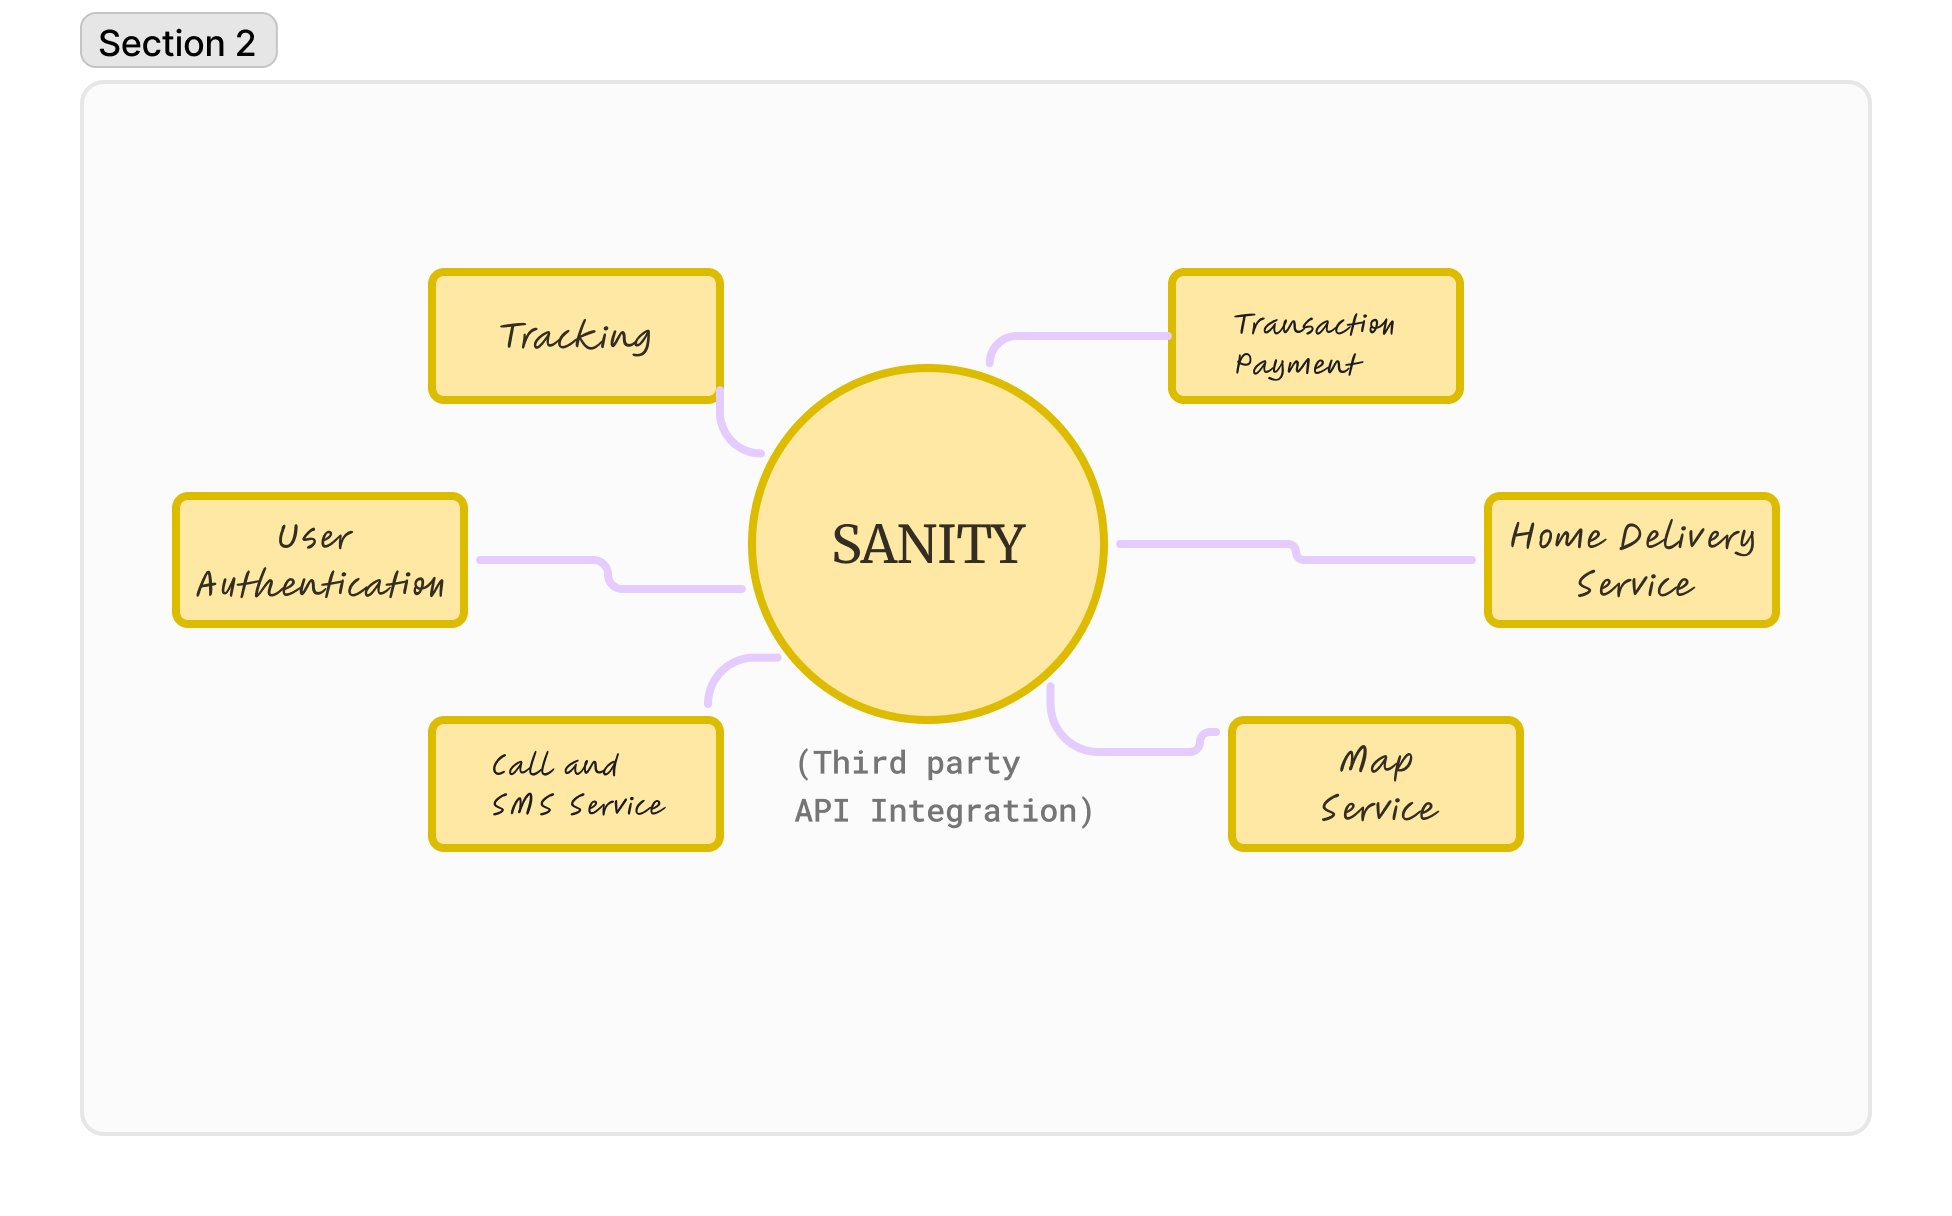 Section 2
Tracking
Transaction
Payment
User
Authentication
SANITY
Home Delivery
Service
Call and
SMS Service
(Third party
API Integration)
Map
Service